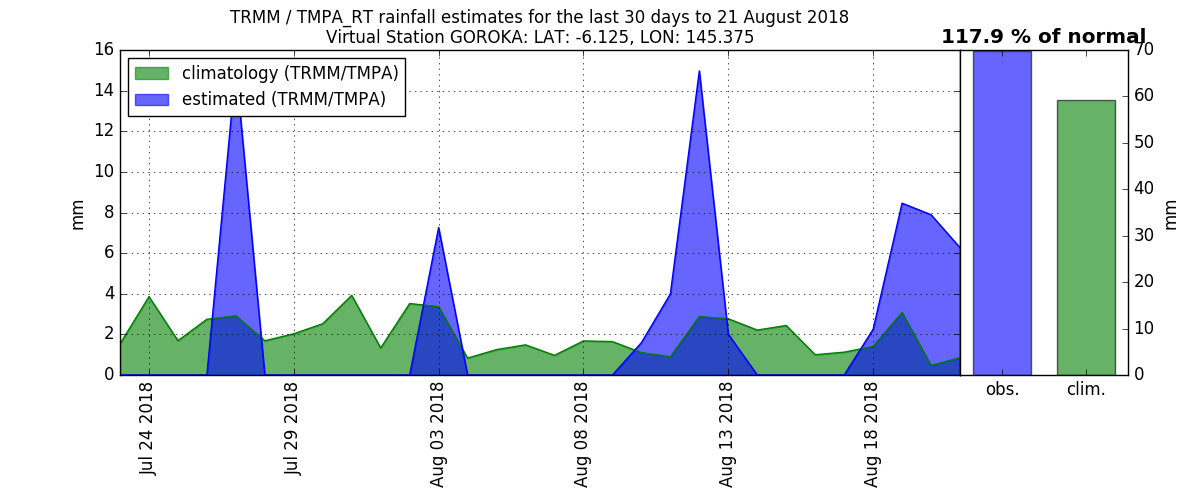 TRMM / TMPA_RT rainfall estimates for the last 30 days to 21 August 2018
Virtual Station GOROKA: LAT: -6.125, LON: 145.375
117.9 % of normal
climatology (TRMM/TMPA)
estimated (TRMM/TMPA)
mm
16
14
12
10
8
6
4
2
0
Jul 24 2018
Jul 29 2018
Aug 03 2018
Aug 08 2018
Aug 13 2018
Aug 18 2018
70
60
50
40
30
20
10
0
mm
obs.
clim.